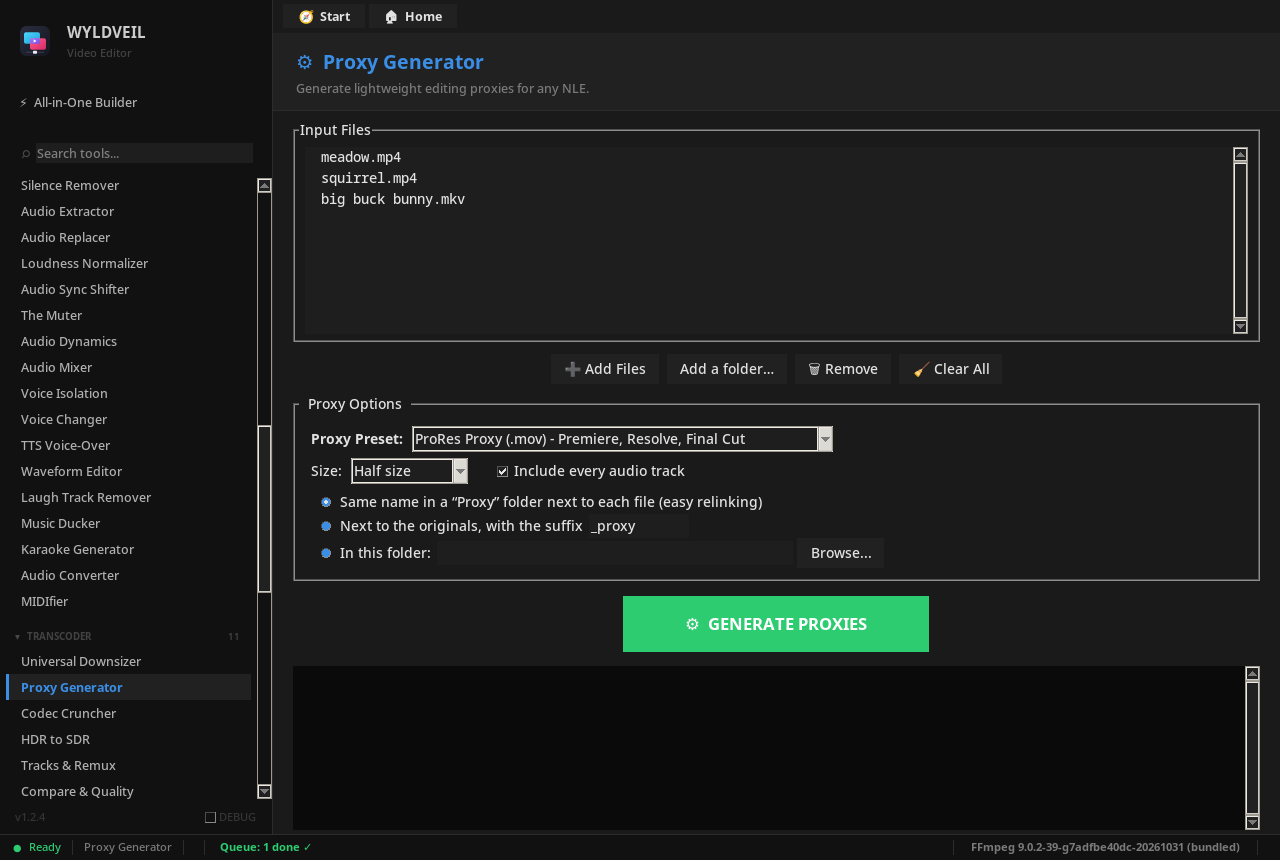 WYLDVEIL
Video Editor
⚡ All-in-One Builder
Search tools...
Silence Remover
Audio Extractor
Audio Replacer
Loudness Normalizer
Audio Sync Shifter
The Muter
Audio Dynamics
Audio Mixer
Voice Isolation
Voice Changer
TTS Voice-Over
Waveform Editor
Laugh Track Remover
Music Ducker
Karaoke Generator
Audio Converter
MIDIfier
▾ TRANSCODER 11
Universal Downsizer
Proxy Generator
Codec Cruncher
HDR to SDR
Tracks & Remux
Compare & Quality
v1.2.4 DEBUG
🧭 Start 🏠 Home
⚙ Proxy Generator
Generate lightweight editing proxies for any NLE.
Input Files
meadow.mp4
squirrel.mp4
big buck bunny.mkv
➕ Add Files Add a folder... 🗑 Remove 🧹 Clear All
Proxy Options
Proxy Preset: ProRes Proxy (.mov) - Premiere, Resolve, Final Cut
Size: Half size Include every audio track
Same name in a “Proxy” folder next to each file (easy relinking)
Next to the originals, with the suffix _proxy
In this folder: Browse...
⚙ GENERATE PROXIES
● Ready Proxy Generator Queue: 1 done ✓ FFmpeg 9.0.2-39-g7adfbe40dc-20261031 (bundled)